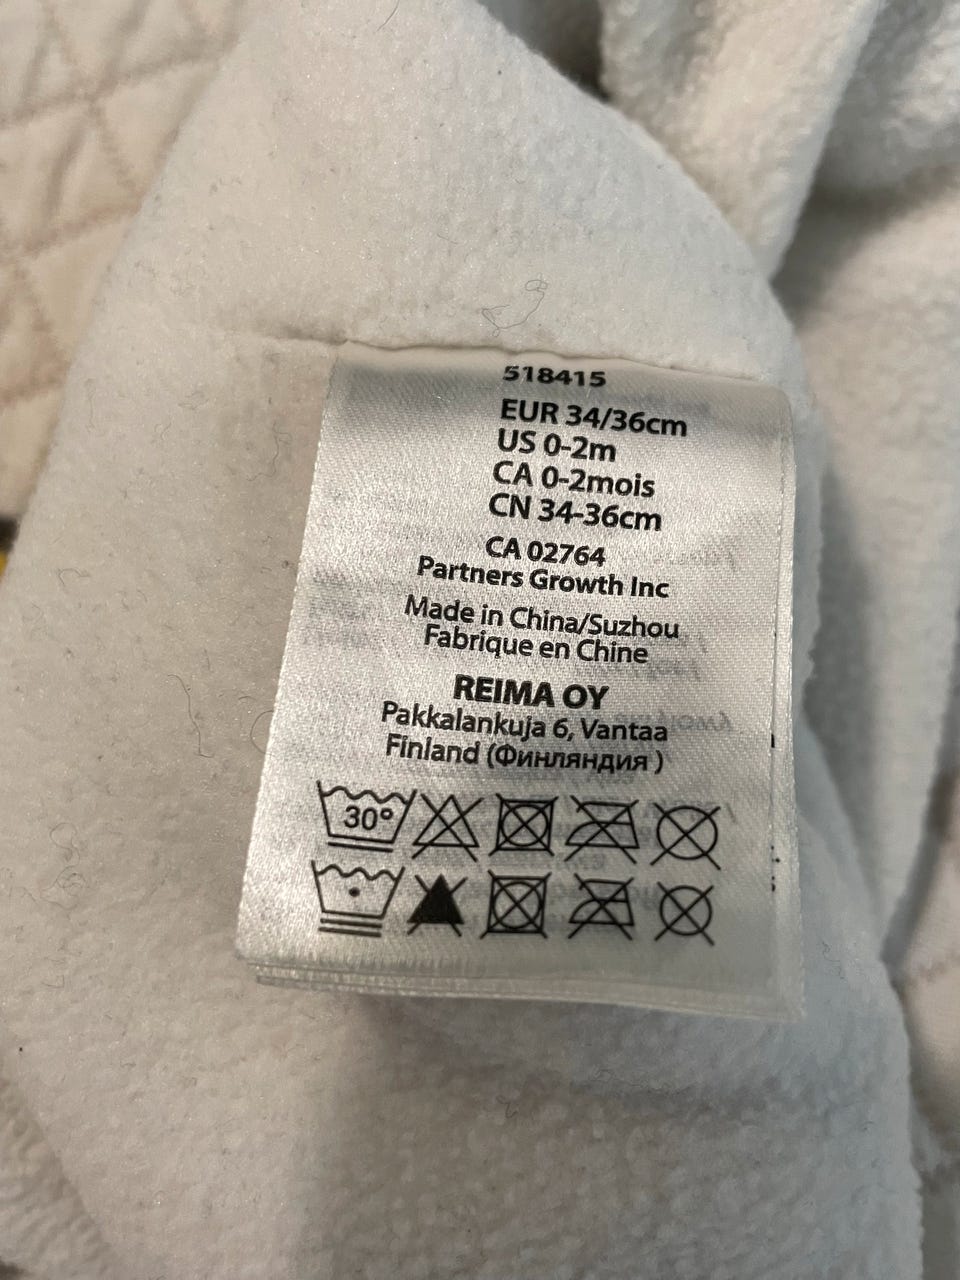 518415
EUR 34/36cm
US 0-2m
CA 0-2mois
CN 34-36cm
CA 02764
Partners Growth Inc
Made in China/Suzhou
Fabrique en Chine
REIMA OY
Pakkalankuja 6, Vantaa
Finland (Финляндия )
30°